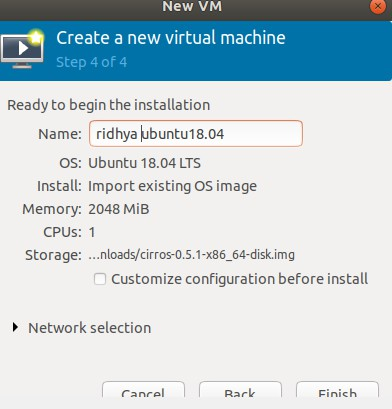 New VM
Create a new virtual machine
Step 4 of 4
Ready to begin the installation
Name: ridhya ubuntu18.04
OS: Ubuntu 18.04 LTS
Install: Import existing OS image
Memory: 2048 MiB
CPUs: 1
Storage: ...nloads/cirros-0.5.1-x86_64-disk.img
Customize configuration before install
Network selection
Cancel Back Finish